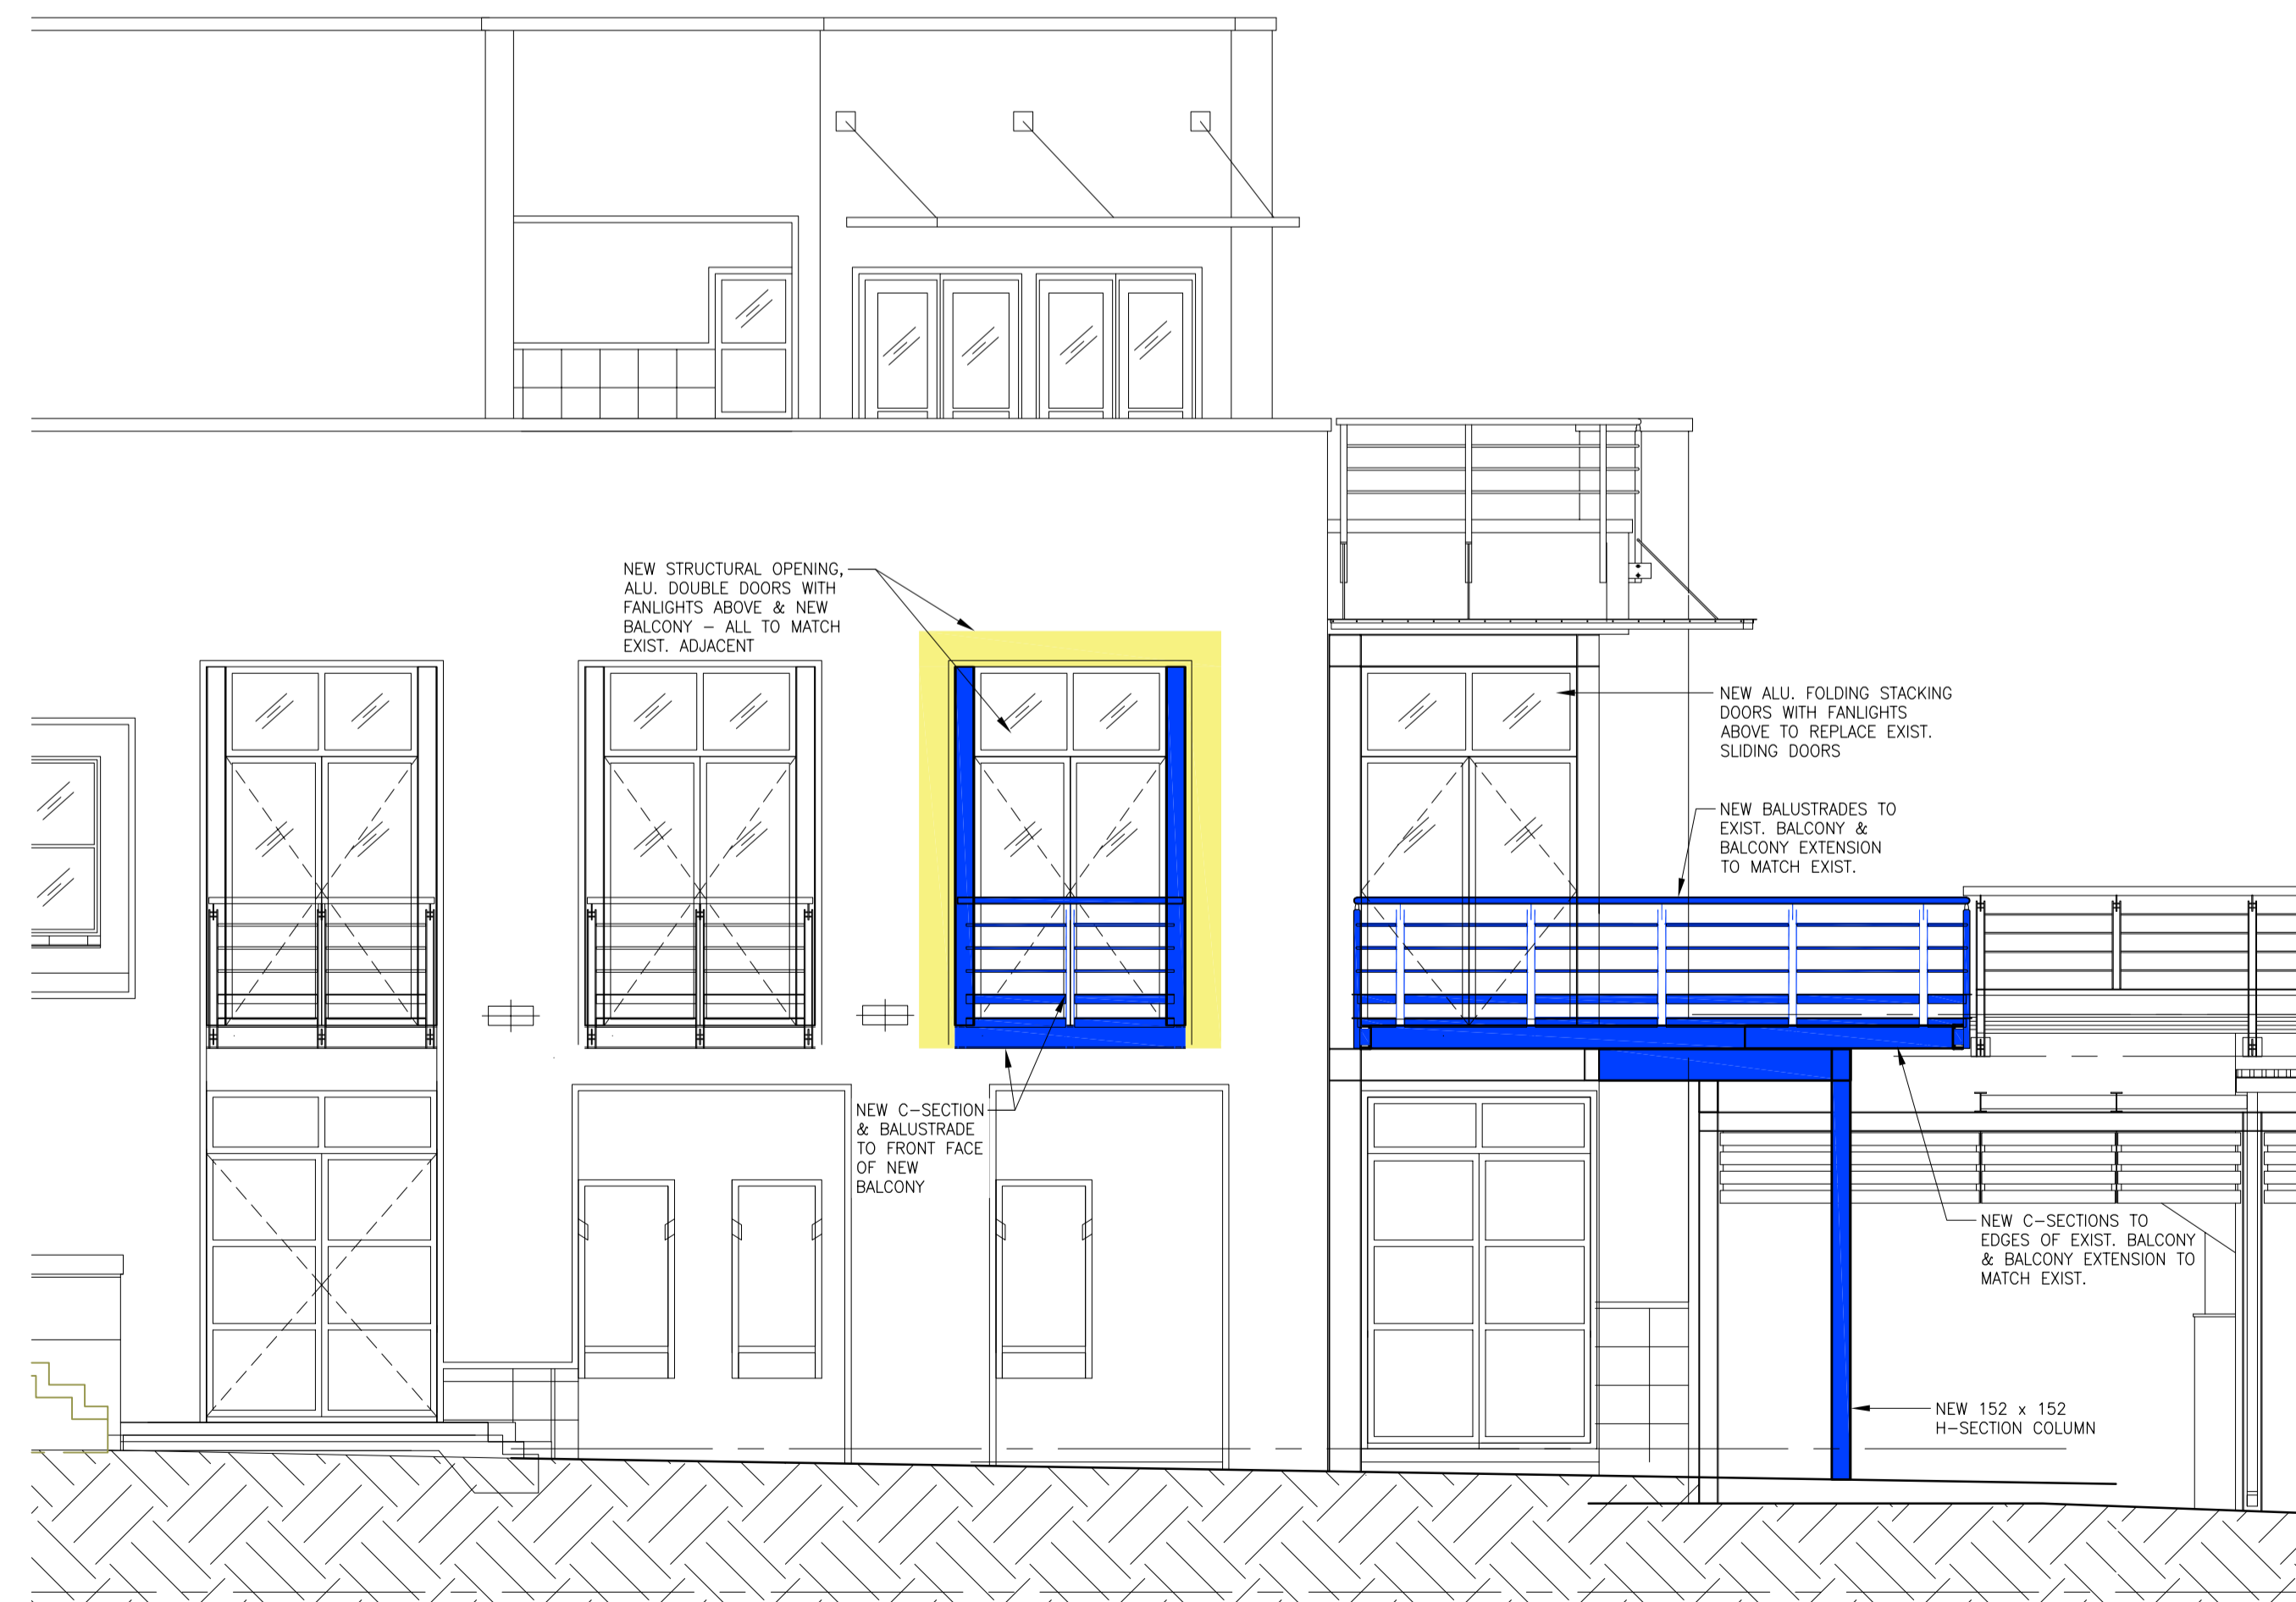 NEW STRUCTURAL OPENING,
ALU. DOUBLE DOORS WITH
FANLIGHTS ABOVE & NEW
BALCONY – ALL TO MATCH
EXIST. ADJACENT
NEW ALU. FOLDING STACKING
DOORS WITH FANLIGHTS
ABOVE TO REPLACE EXIST.
SLIDING DOORS
NEW BALUSTRADES TO
EXIST. BALCONY &
BALCONY EXTENSION
TO MATCH EXIST.
NEW C–SECTION
& BALUSTRADE
TO FRONT FACE
OF NEW
BALCONY
NEW C–SECTIONS TO
EDGES OF EXIST. BALCONY
& BALCONY EXTENSION TO
MATCH EXIST.
NEW 152 x 152
H–SECTION COLUMN